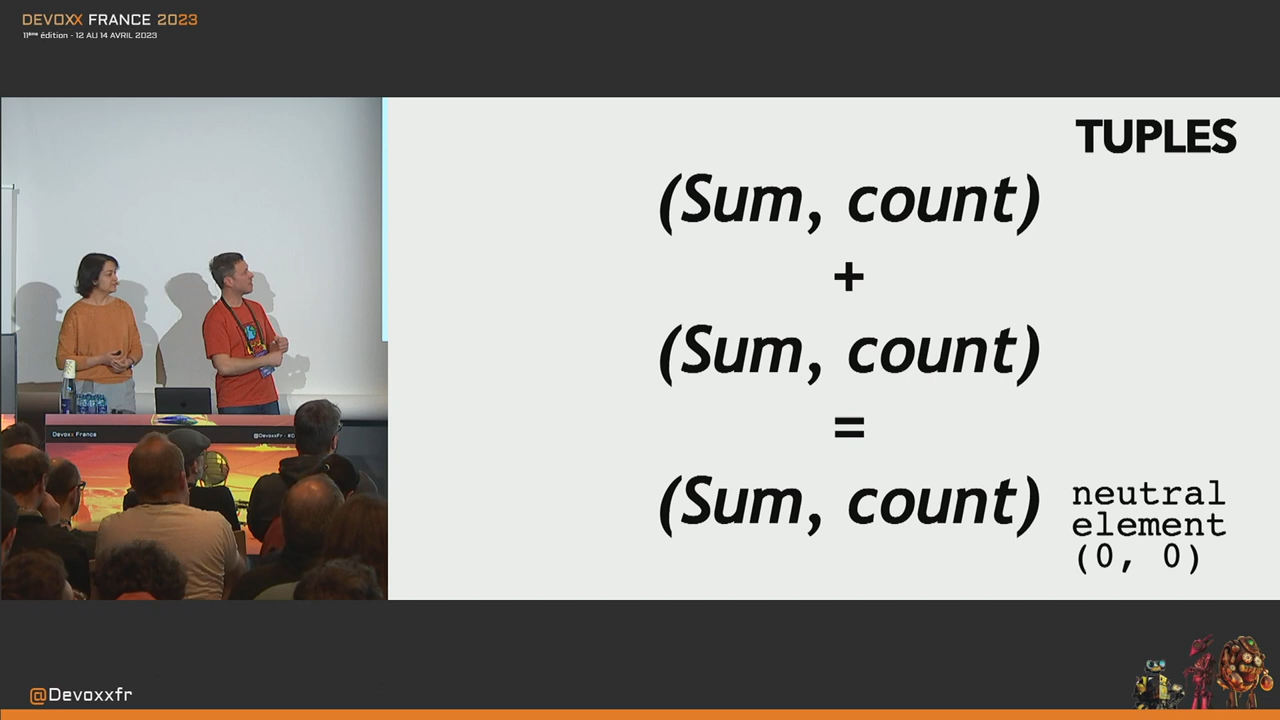 DEVOXX FRANCE 2023
11ème édition - 12 AU 14 AVRIL 2023
TUPLES
(Sum, count)
+
(Sum, count)
=
(Sum, count)
neutral
element
(0, 0)
Devoxx France
@DevoxxFr - #D
@Devoxxfr